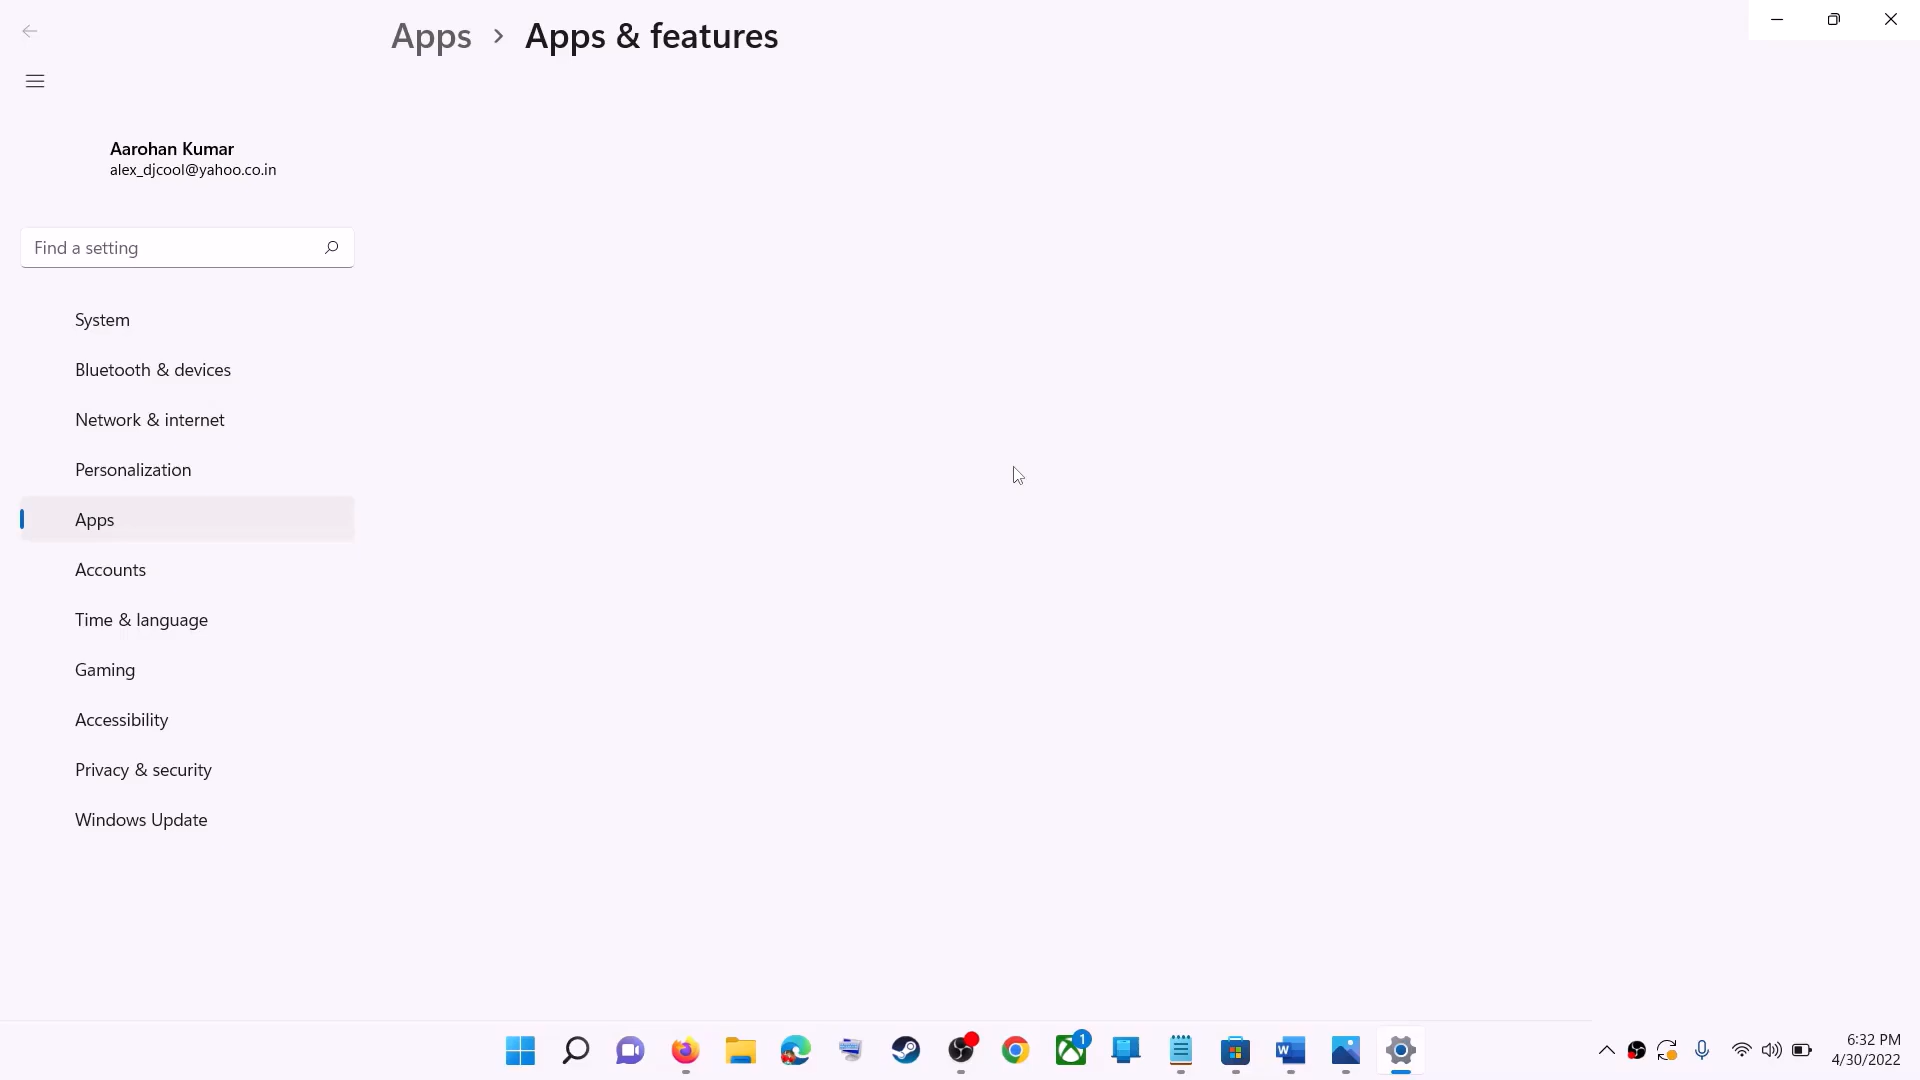 Apps > Apps & features
Aarohan Kumar
alex_djcool@yahoo.co.in
Find a setting
System
Bluetooth & devices
Network & internet
Personalization
Apps
Accounts
Time & language
Gaming
Accessibility
Privacy & security
Windows Update
1
W
6:32 PM
4/30/2022